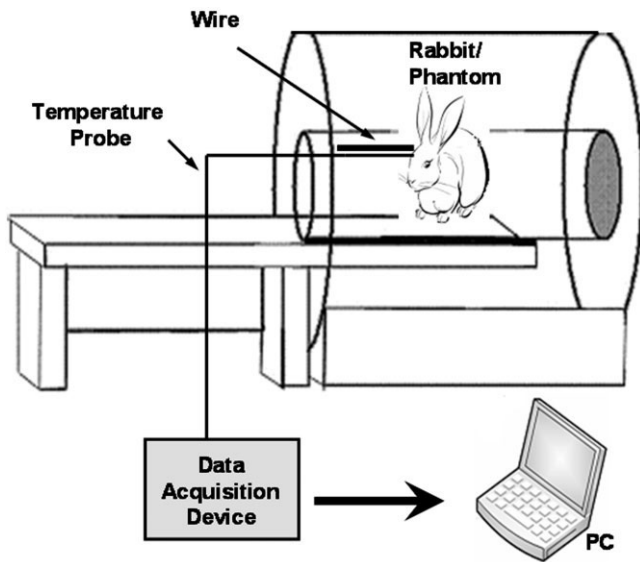 Wire
Rabbit/
Phantom
Temperature
Probe
Data
Acquisition
Device
PC